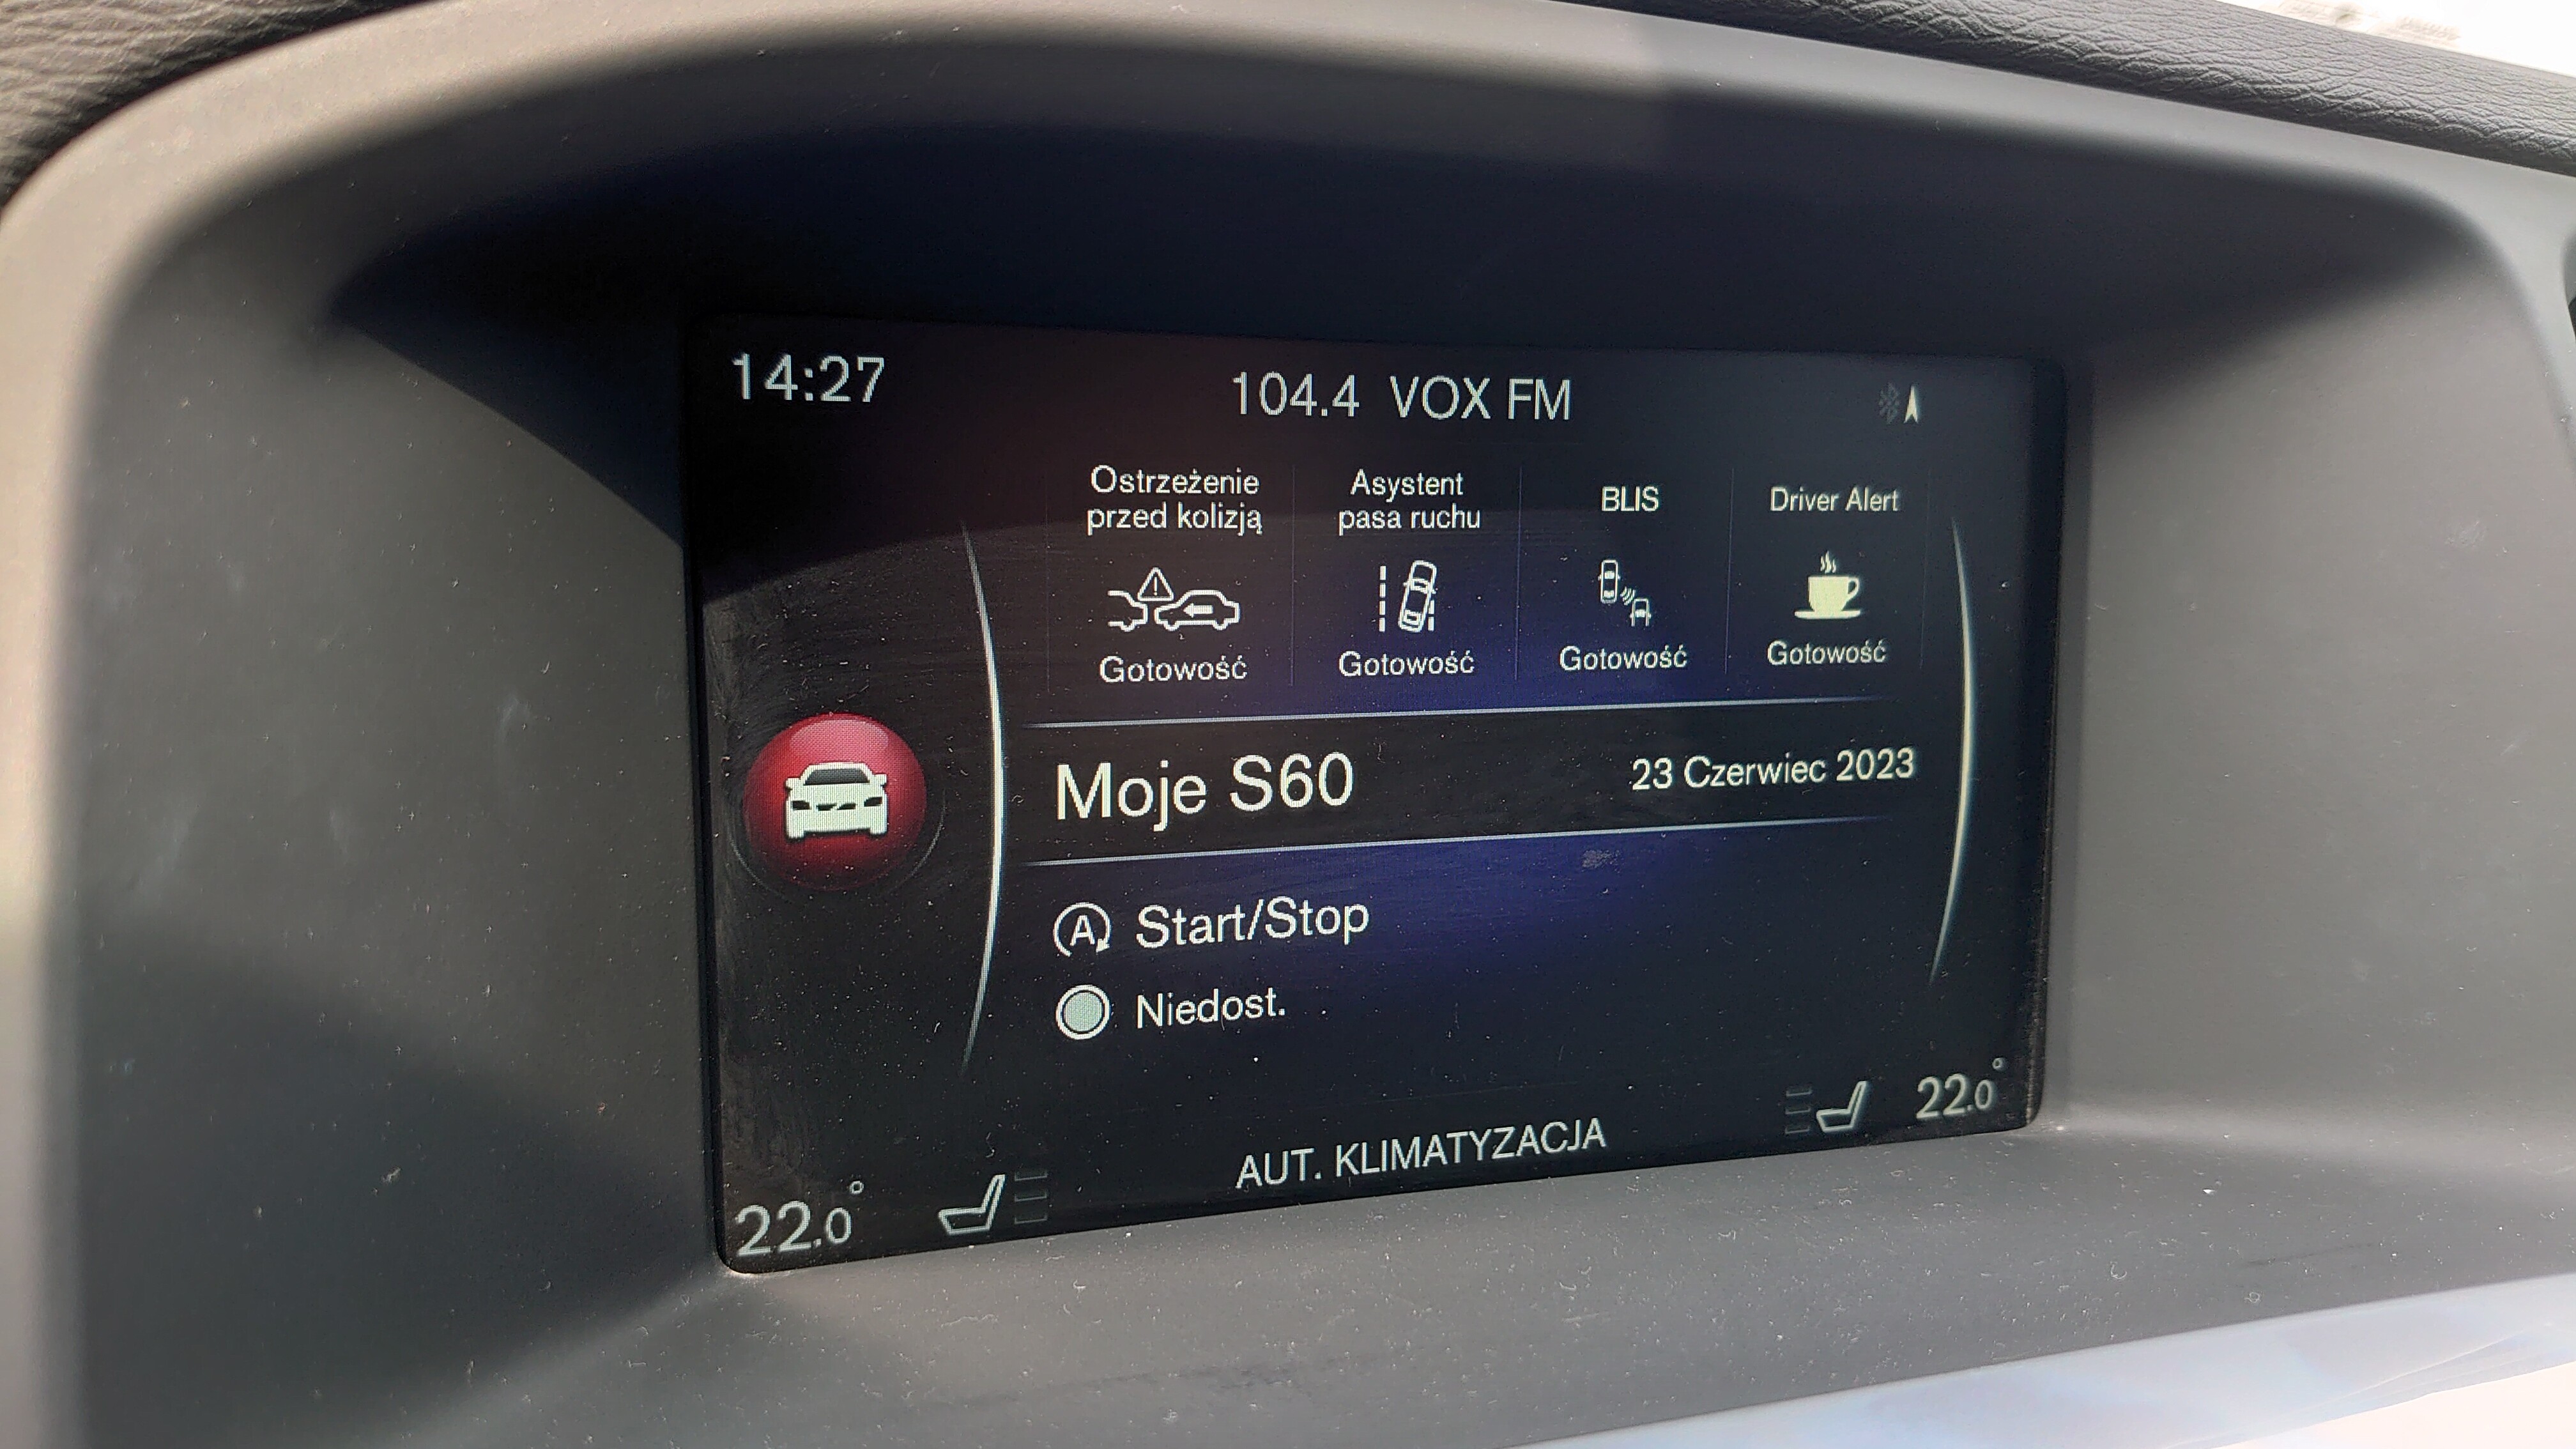 14:27
104.4 VOX FM
Ostrzeżenie
przed kolizją
Asystent
pasa ruchu
BLIS
Driver Alert
Gotowość
Gotowość
Gotowość
Gotowość
Moje S60
23 Czerwiec 2023
A Start/Stop
Niedost.
22.0°
AUT. KLIMATYZACJA
22.0°